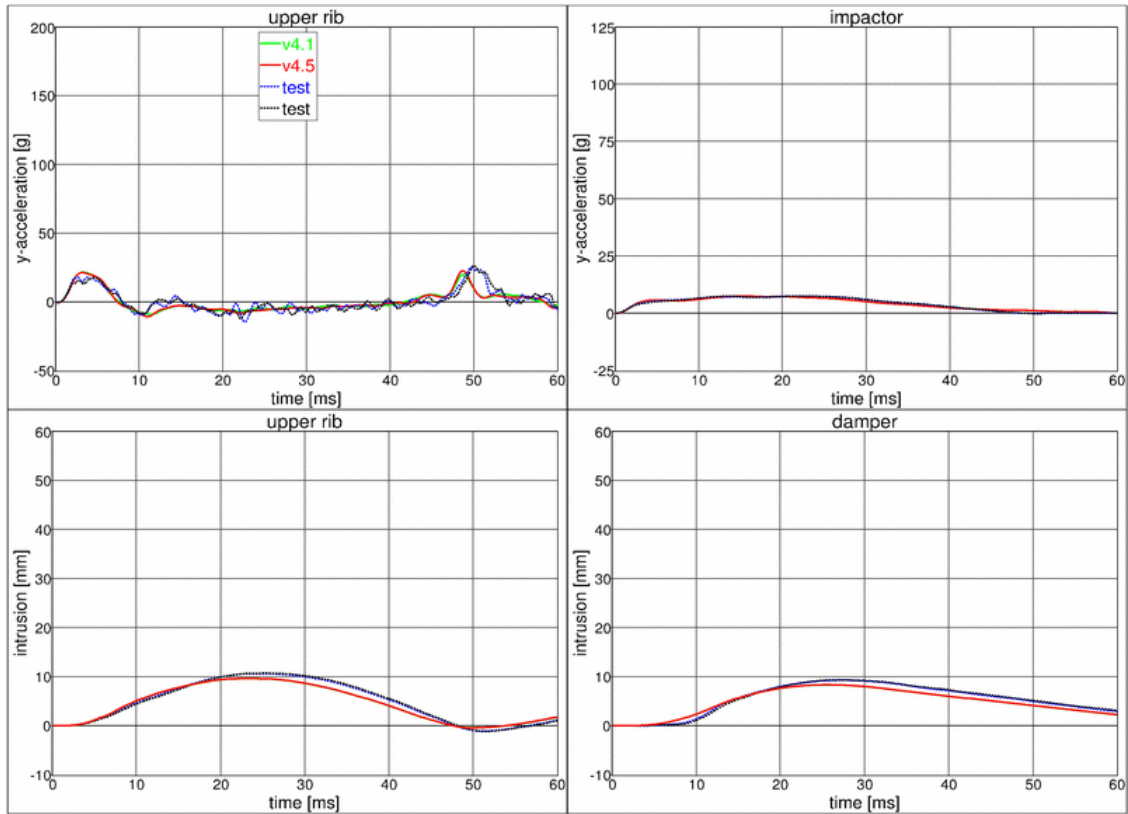 upper rib
200
150
100
50
0
-50
y-acceleration [g]
v4.1
v4.5
test
test
0 10 20 30 40 50 60
time [ms]
impactor
125
100
75
50
25
0
-25
y-acceleration [g]
0 10 20 30 40 50 60
time [ms]
upper rib
60
50
40
30
20
10
0
-10
intrusion [mm]
0 10 20 30 40 50 60
time [ms]
damper
60
50
40
30
20
10
0
-10
intrusion [mm]
0 10 20 30 40 50 60
time [ms]